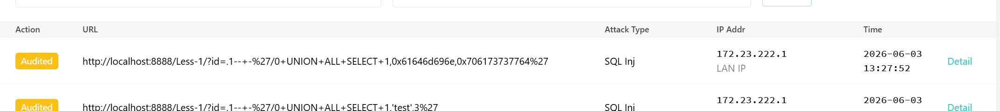 Action URL Attack Type IP Addr Time
Audited http://localhost:8888/Less-1/?id=.1--+-%27/0+UNION+ALL+SELECT+1,0x61646d696e,0x706173737764%27 SQL Inj 172.23.222.1 2026-06-03 Detail
LAN IP 13:27:52
Audited http://localhost:8888/Less-1/?id=.1--+-%27/0+UNION+ALL+SELECT+1,'test',3%27 SQL Inj 172.23.222.1 2026-06-03 Detail